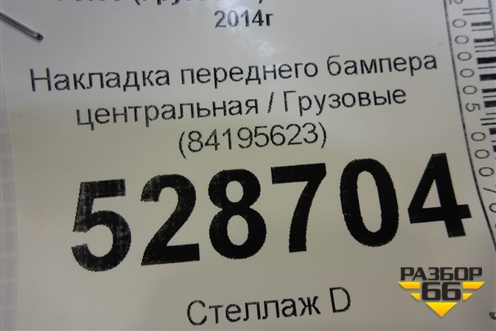 2014г
Накладка переднего бампера
центральная / Грузовые
(84195623)
528704
Стеллаж D
РАЗБОР
66